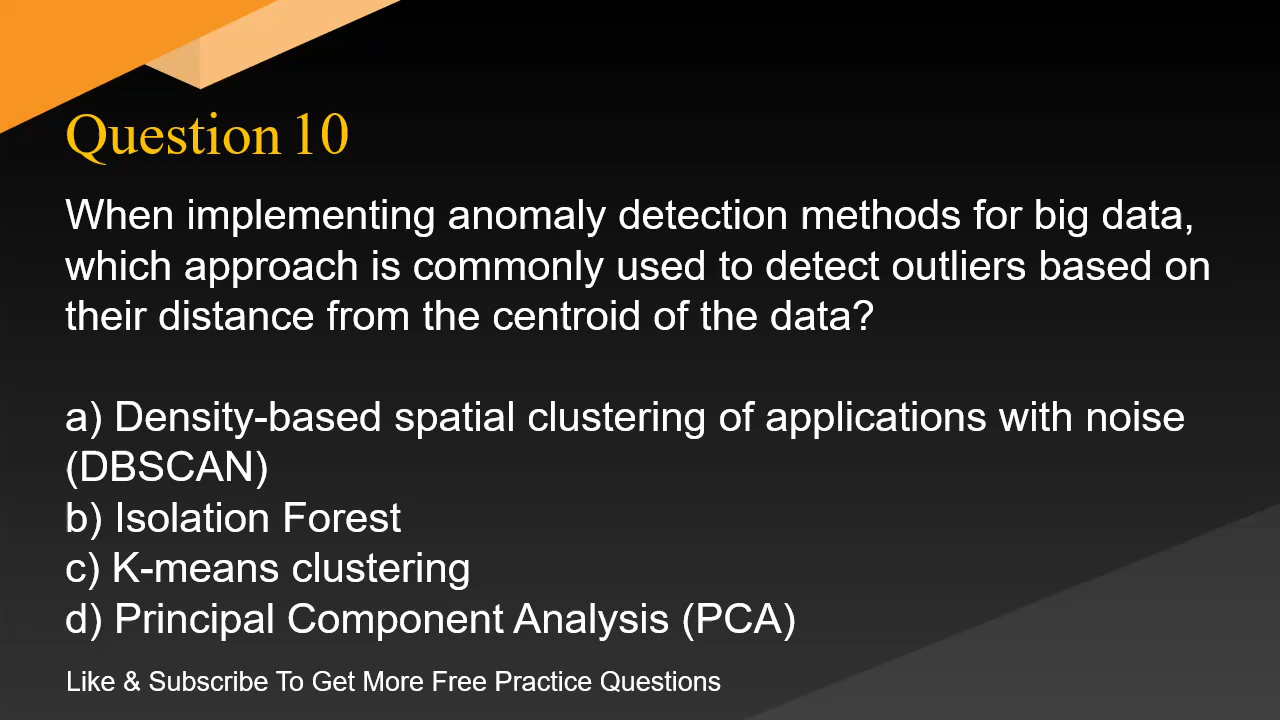 Question 10
When implementing anomaly detection methods for big data,
which approach is commonly used to detect outliers based on
their distance from the centroid of the data?
a) Density-based spatial clustering of applications with noise
(DBSCAN)
b) Isolation Forest
c) K-means clustering
d) Principal Component Analysis (PCA)
Like & Subscribe To Get More Free Practice Questions